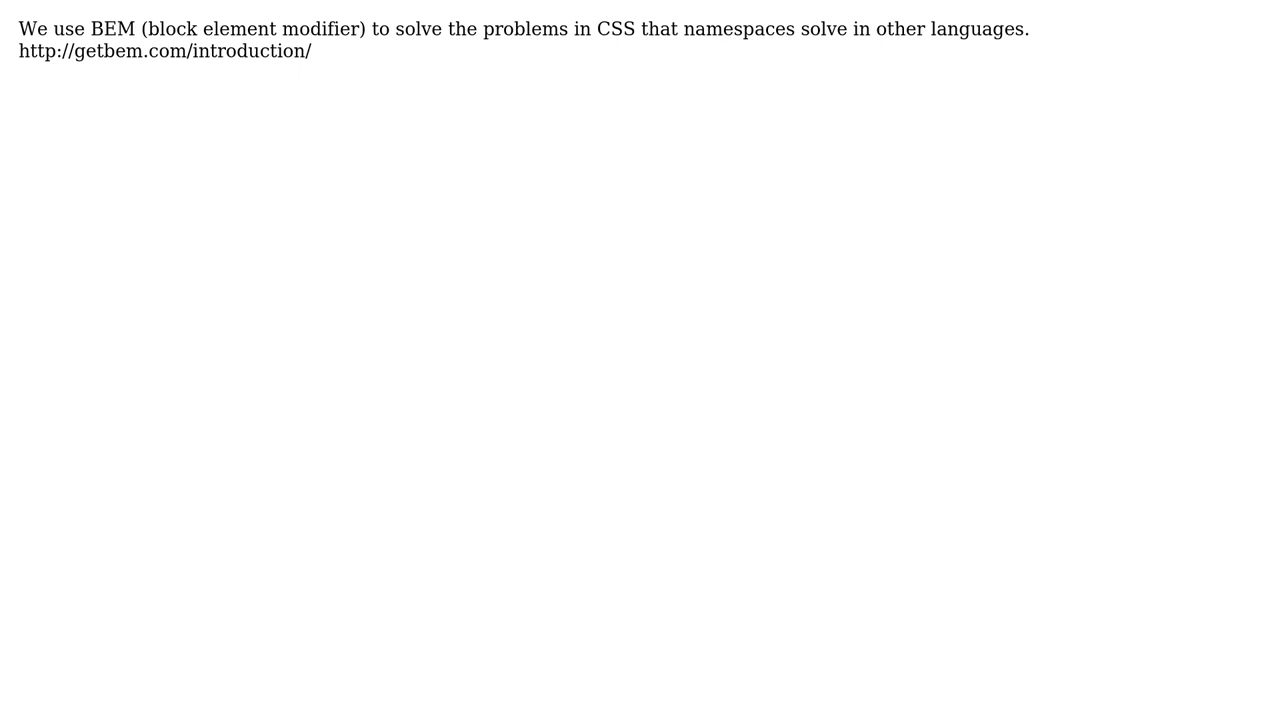 We use BEM (block element modifier) to solve the problems in CSS that namespaces solve in other languages.
http://getbem.com/introduction/